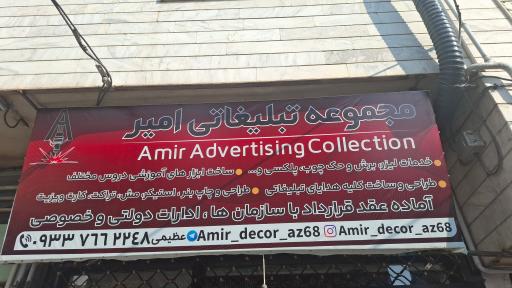 مجموعه تبلیغاتی امیر
Amir Advertising Collection
خدمات لیزر، برش و حک چوب، پلکسی و... ساخت ابزار های آموزشی دروس مختلف
طراحی و ساخت کلیه هدایای تبلیغاتی طراحی و چاپ بنر، استیکر، مش، تراکت، کارت ویزیت
آماده عقد قرارداد با سازمان ها ، ادارات دولتی و خصوصی
۰۹۳۳ ۷۶۶ ۲۲۴۸ عظیمی Amir_decor_az68 Amir_decor_az68